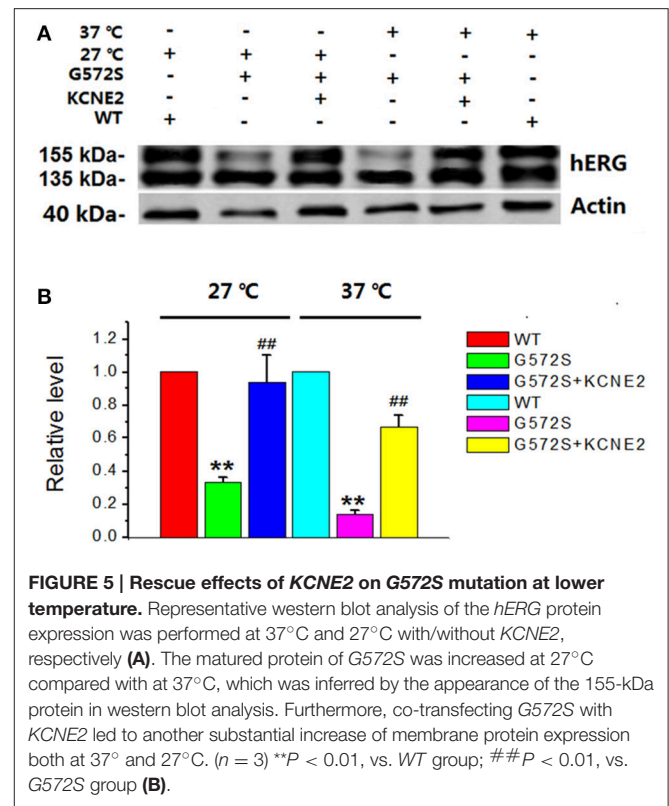 A
37 ℃ - - - + + +
27 ℃ + + + - - -
G572S - + + + + -
KCNE2 - - + - + -
WT + - - - - +
155 kDa-
135 kDa-
hERG
40 kDa-
Actin
B
27 ℃ 37 ℃
Relative level
1.2
1.0
0.8
0.6
0.4
0.2
0.0
**
##
**
##
WT
G572S
G572S+KCNE2
WT
G572S
G572S+KCNE2
FIGURE 5 | Rescue effects of KCNE2 on G572S mutation at lower
temperature. Representative western blot analysis of the hERG protein
expression was performed at 37°C and 27°C with/without KCNE2,
respectively (A). The matured protein of G572S was increased at 27°C
compared with at 37°C, which was inferred by the appearance of the 155-kDa
protein in western blot analysis. Furthermore, co-transfecting G572S with
KCNE2 led to another substantial increase of membrane protein expression
both at 37° and 27°C. (n = 3) **P < 0.01, vs. WT group; ##P < 0.01, vs.
G572S group (B).